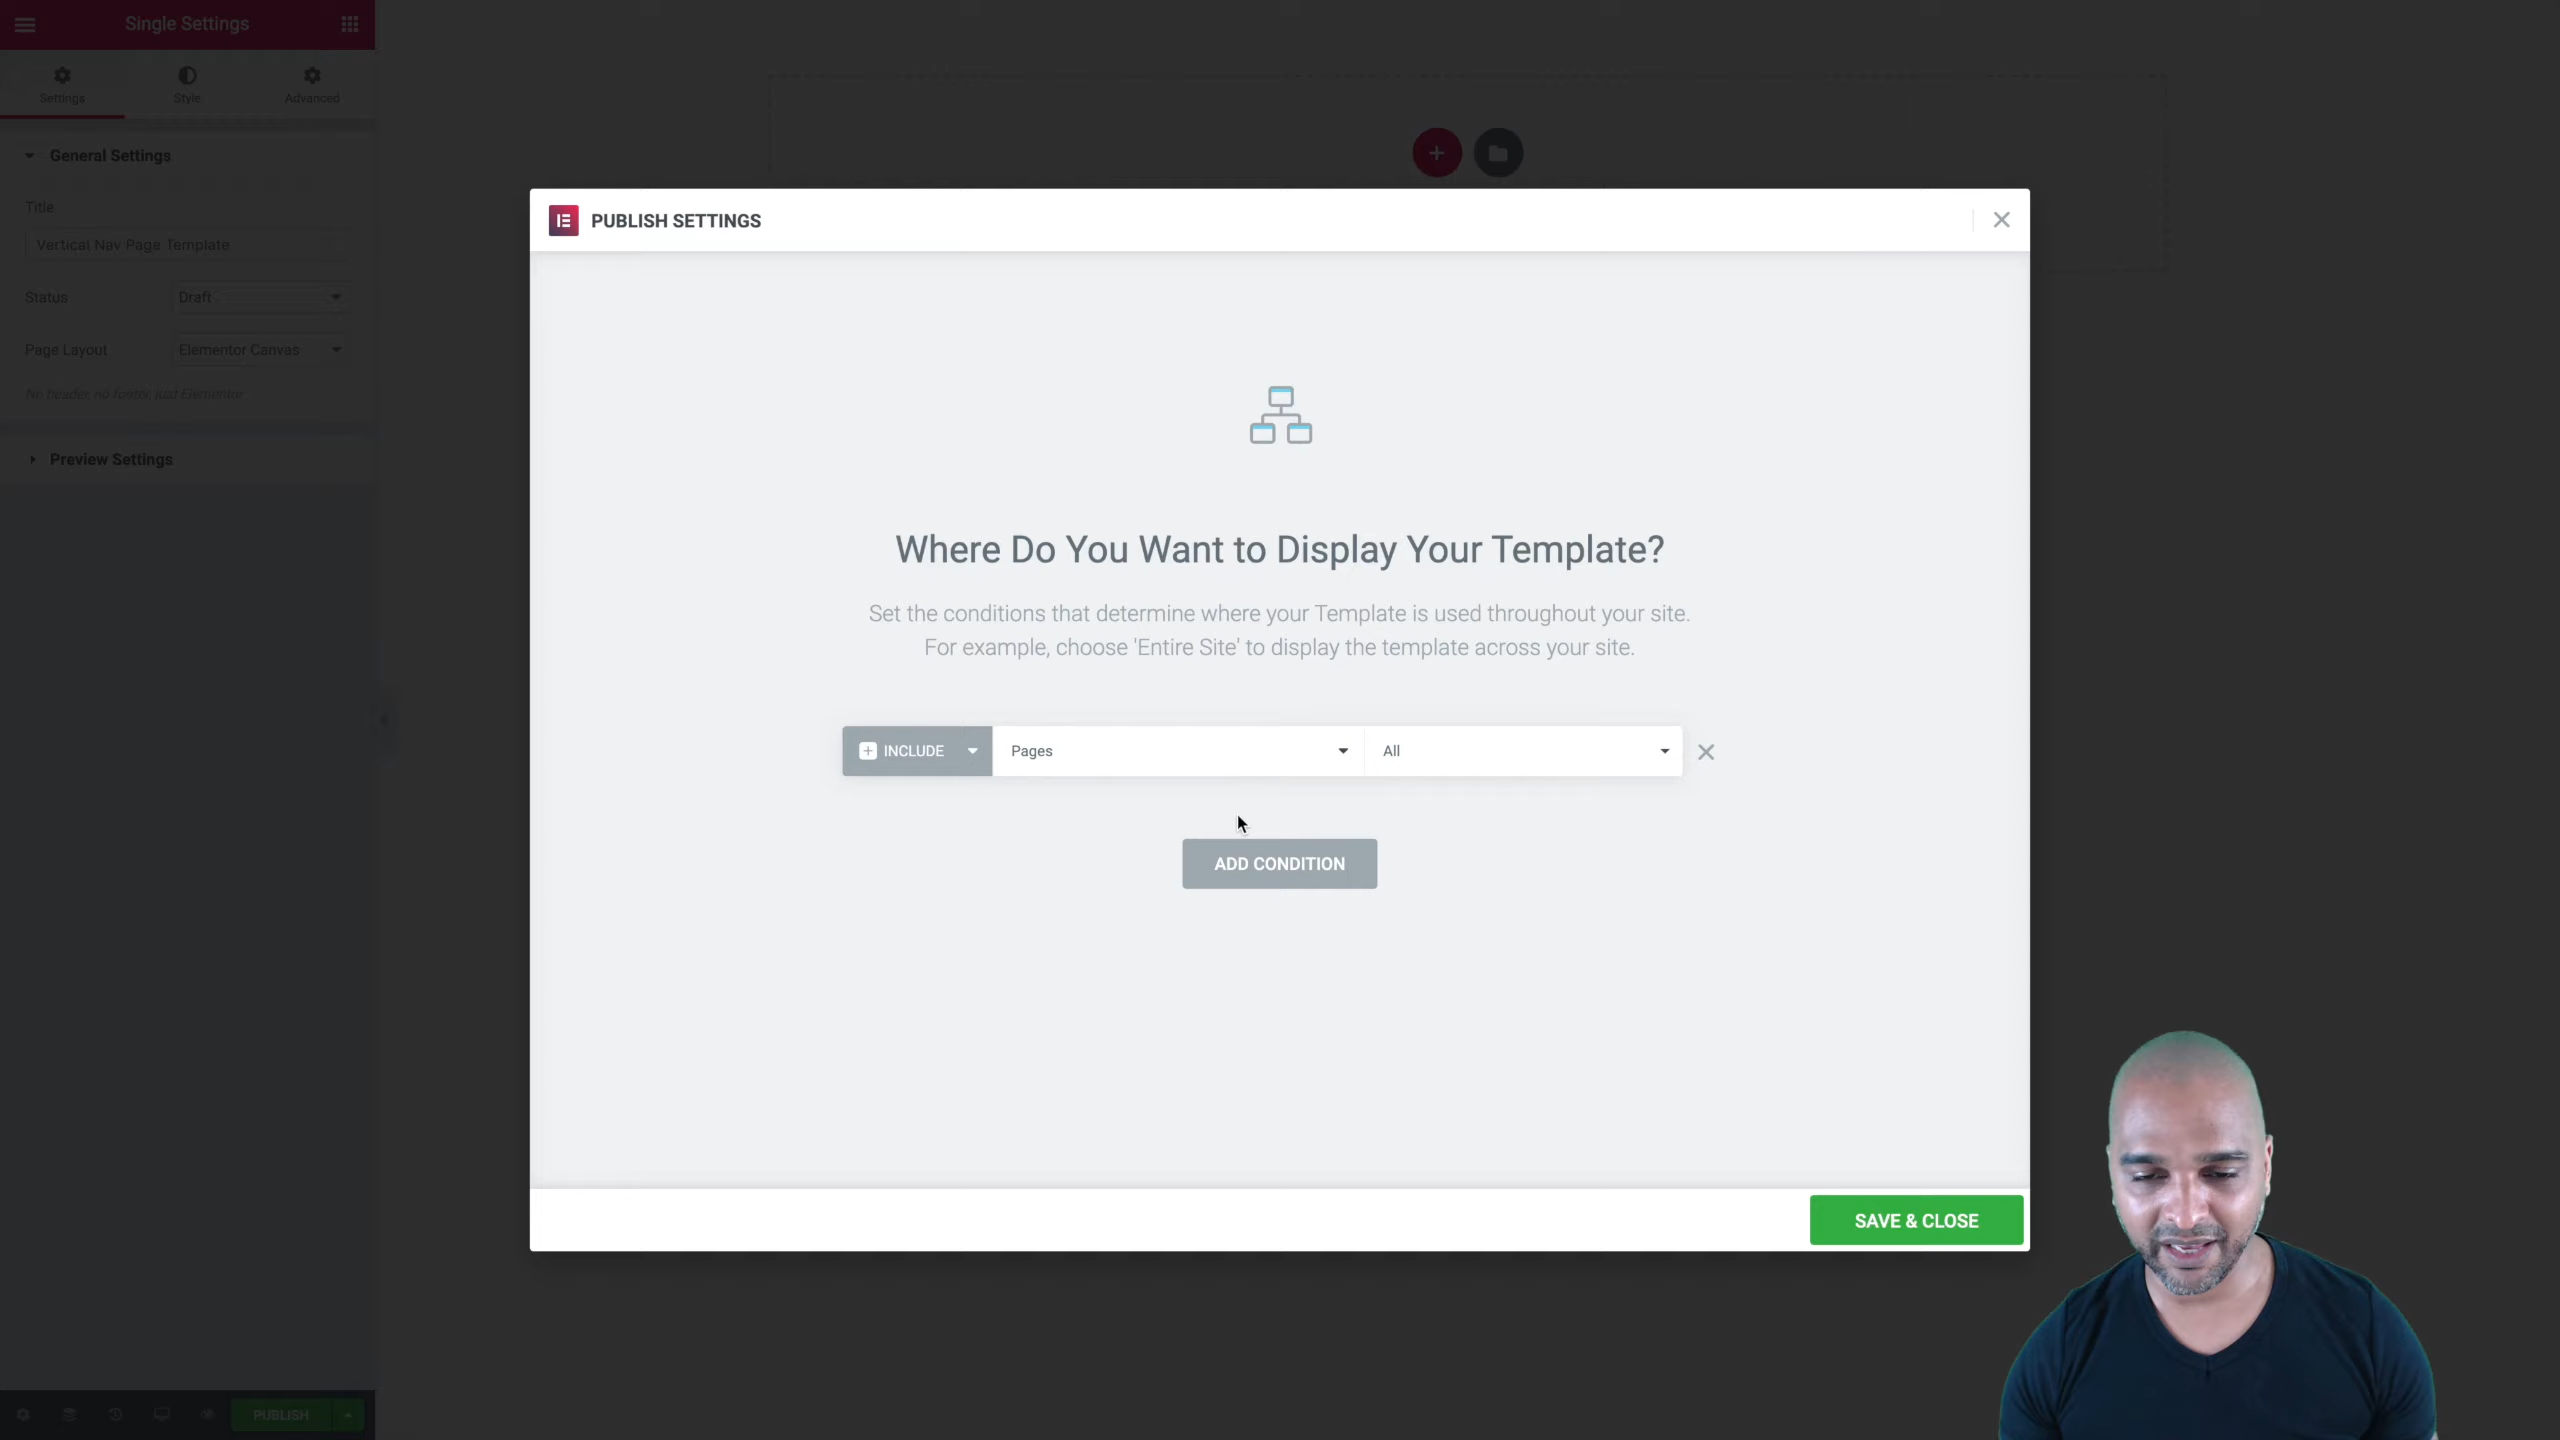 Single Settings
Settings
Style
Advanced
General Settings
Title
Vertical Nav Page Template
Status
Draft
Page Layout
Elementor Canvas
No header, no footer, just Elementor
Preview Settings
PUBLISH
PUBLISH SETTINGS
Where Do You Want to Display Your Template?
Set the conditions that determine where your Template is used throughout your site.
For example, choose 'Entire Site' to display the template across your site.
INCLUDE
Pages
All
ADD CONDITION
SAVE & CLOSE